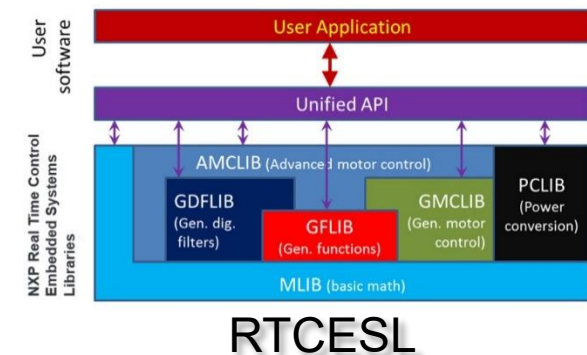 User
software
User Application
Unified API
NXP Real Time Control
Embedded Systems
Libraries
AMCLIB (Advanced motor control)
GDFLIB
(Gen. dig.
filters)
GFLIB
(Gen. functions)
GMCLIB
(Gen. motor
control)
PCLIB
(Power
conversion)
MLIB (basic math)
RTCESL